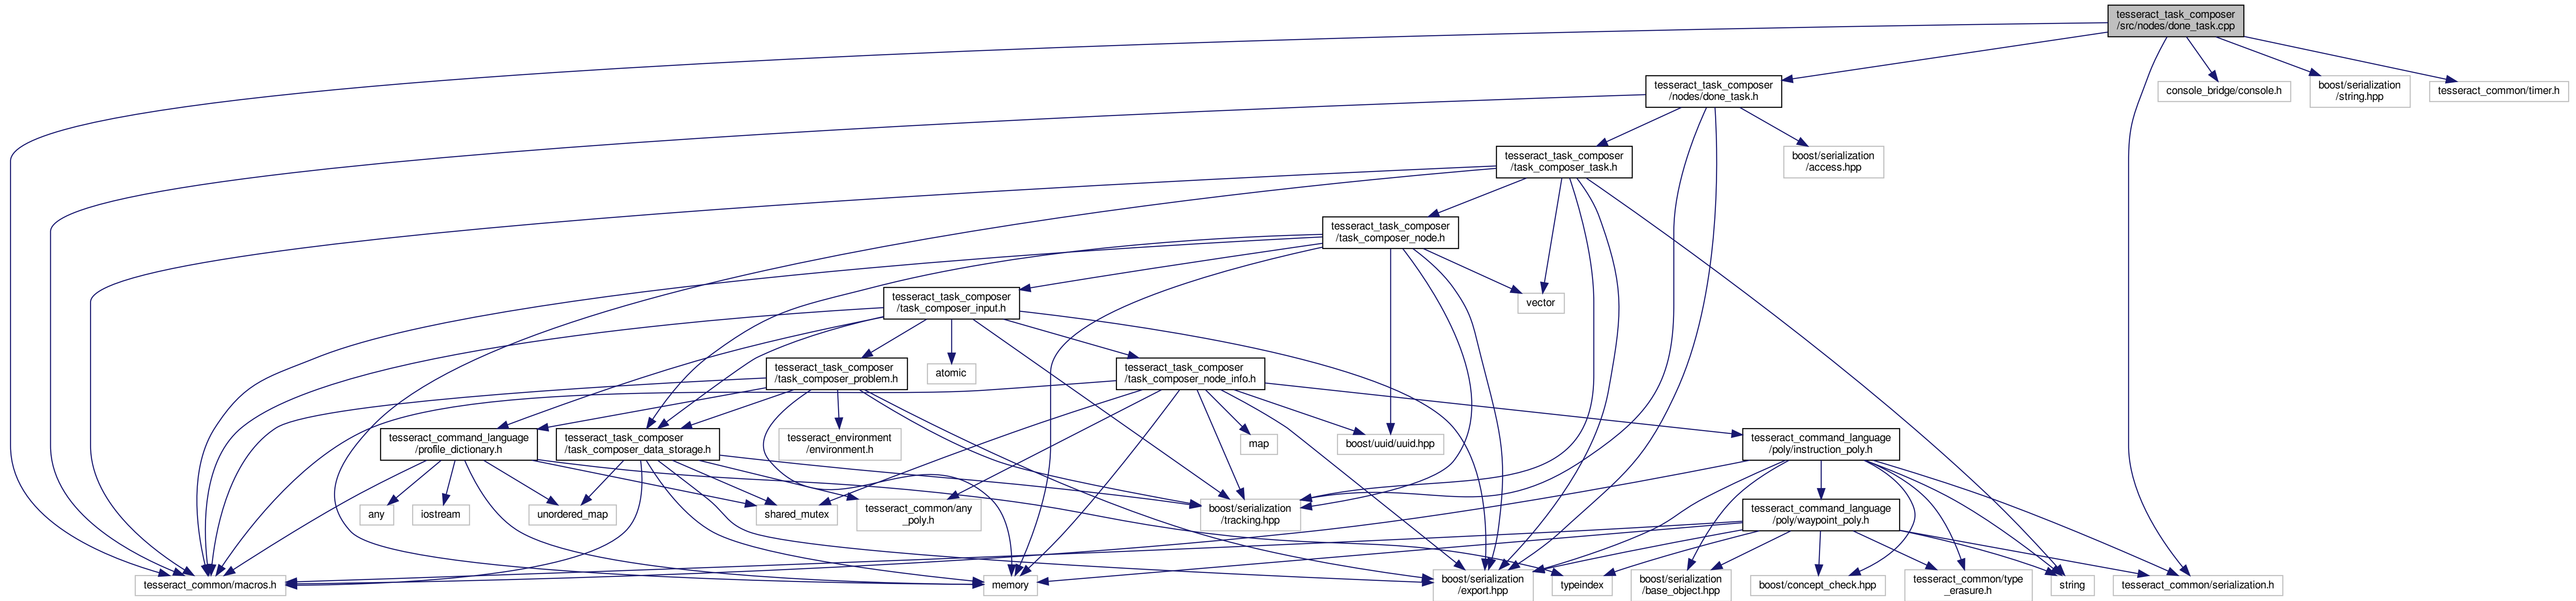 tesseract_task_composer
/src/nodes/done_task.cpp
tesseract_task_composer
/nodes/done_task.h
console_bridge/console.h
boost/serialization
/string.hpp
tesseract_common/timer.h
tesseract_task_composer
/task_composer_task.h
boost/serialization
/access.hpp
tesseract_task_composer
/task_composer_node.h
tesseract_task_composer
/task_composer_input.h
vector
tesseract_task_composer
/task_composer_problem.h
atomic
tesseract_task_composer
/task_composer_node_info.h
tesseract_command_language
/profile_dictionary.h
tesseract_task_composer
/task_composer_data_storage.h
tesseract_environment
/environment.h
map
boost/uuid/uuid.hpp
tesseract_command_language
/poly/instruction_poly.h
any
iostream
unordered_map
shared_mutex
tesseract_common/any
_poly.h
boost/serialization
/tracking.hpp
tesseract_command_language
/poly/waypoint_poly.h
tesseract_common/macros.h
memory
boost/serialization
/export.hpp
typeindex
boost/serialization
/base_object.hpp
boost/concept_check.hpp
tesseract_common/type
_erasure.h
string
tesseract_common/serialization.h